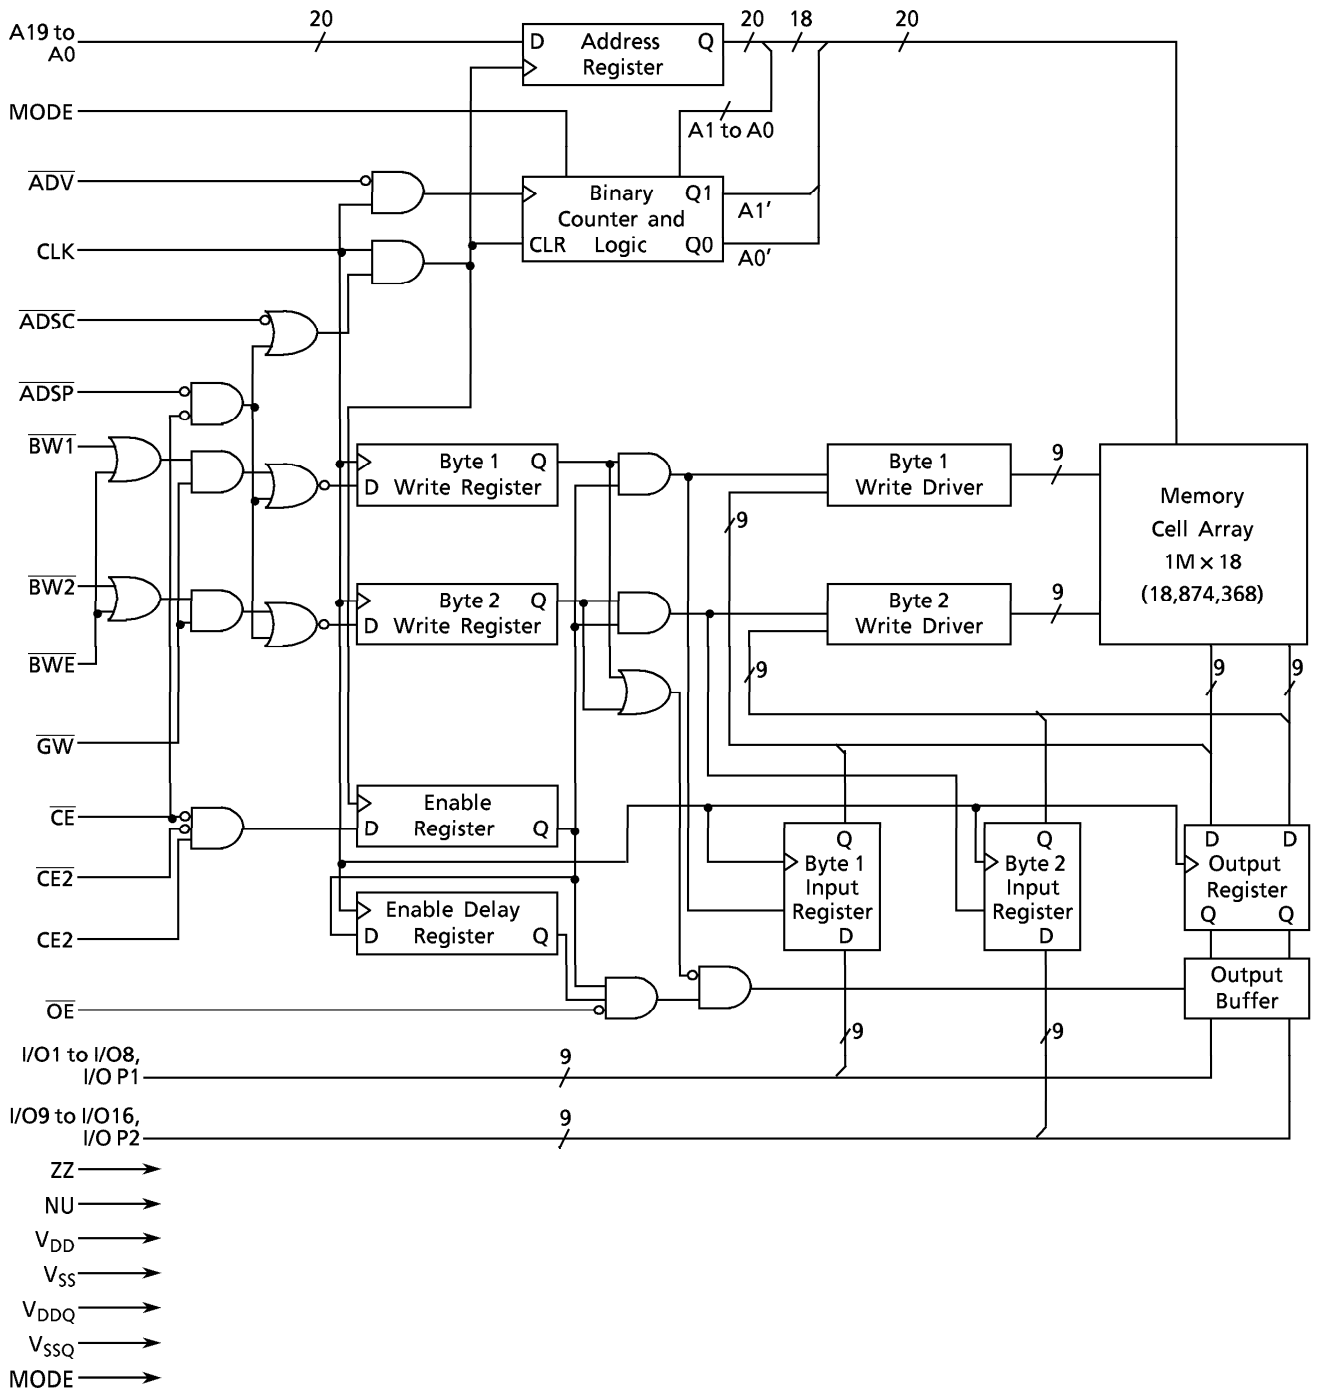 20
20
18
20
A19 to
A0
D Address Q
Register
MODE
A1 to A0
ADV
Binary Q1
Counter and
CLR Logic Q0
A1′
A0′
CLK
ADSC
ADSP
BW1
Byte 1 Q
D Write Register
Byte 1
Write Driver
9
9
Memory
Cell Array
1M × 18
(18,874,368)
BW2
Byte 2 Q
D Write Register
Byte 2
Write Driver
9
BWE
9
9
9
GW
CE
Enable
D Register Q
CE2
Q
Byte 1
Input
Register
D
Q
Byte 2
Input
Register
D
D D
Output
Register
Q Q
Enable Delay
D Register Q
CE2
Output
Buffer
OE
9
9
I/O1 to I/O8,
I/O P1
9
I/O9 to I/O16,
I/O P2
9
ZZ
NU
VDD
VSS
VDDQ
VSSQ
MODE